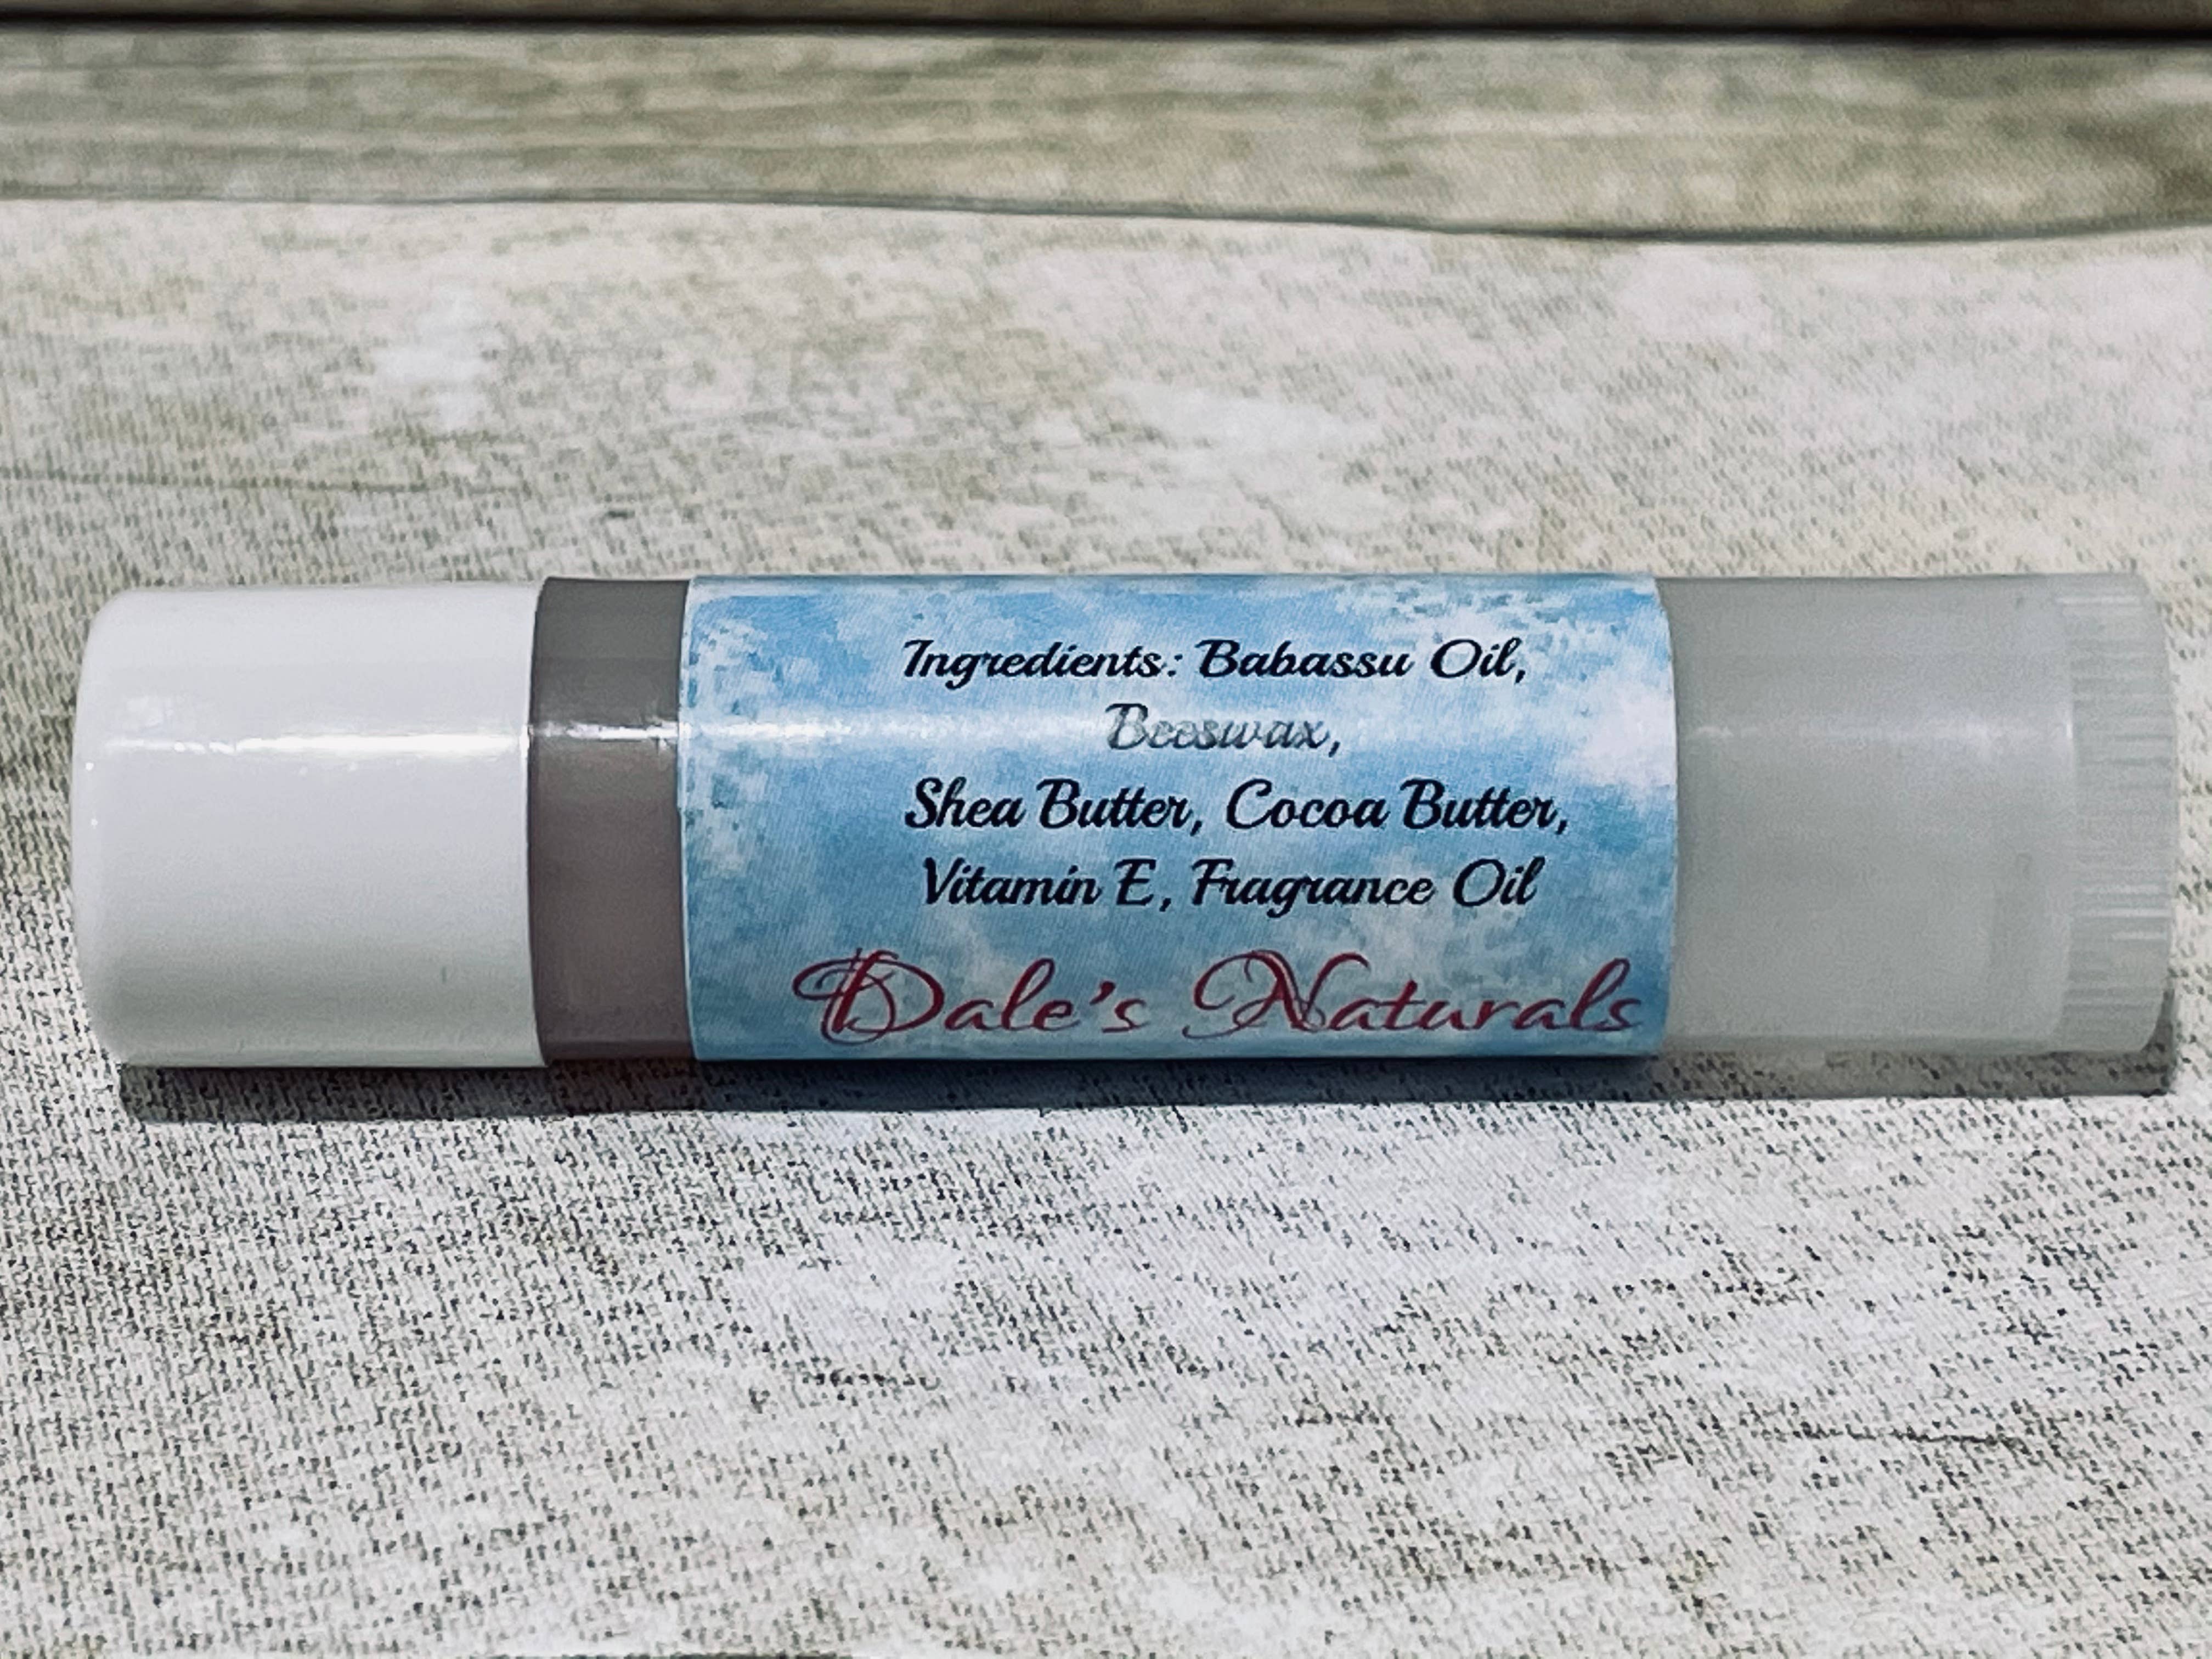 Ingredients: Babassu Oil,
Beeswax,
Shea Butter, Cocoa Butter,
Vitamin E, Fragrance Oil
Dale's Naturals